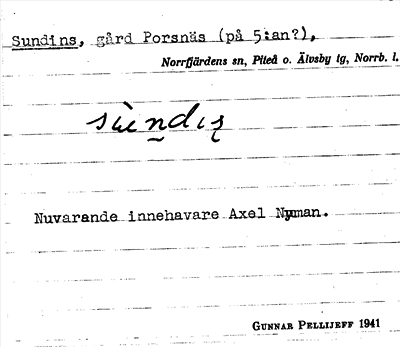 Sundins, gård Porsnäs (på 5:an?),
Norrfjärdens sn, Piteå o. Älvsby tg, Norrb. l.
Nuvarande innehavare Axel Nyman.
GUNNAR PELLIJEFF 1941